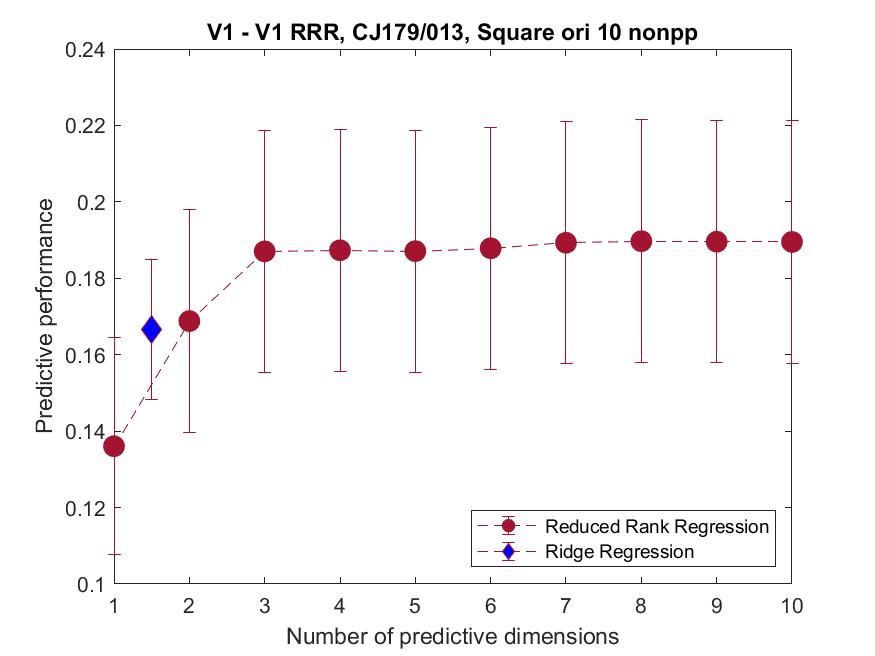 V1 - V1 RRR, CJ179/013, Square ori 10 nonpp
0.24
0.22
0.2
0.18
0.16
0.14
0.12
0.1
Predictive performance
Reduced Rank Regression
Ridge Regression
1 2 3 4 5 6 7 8 9 10
Number of predictive dimensions